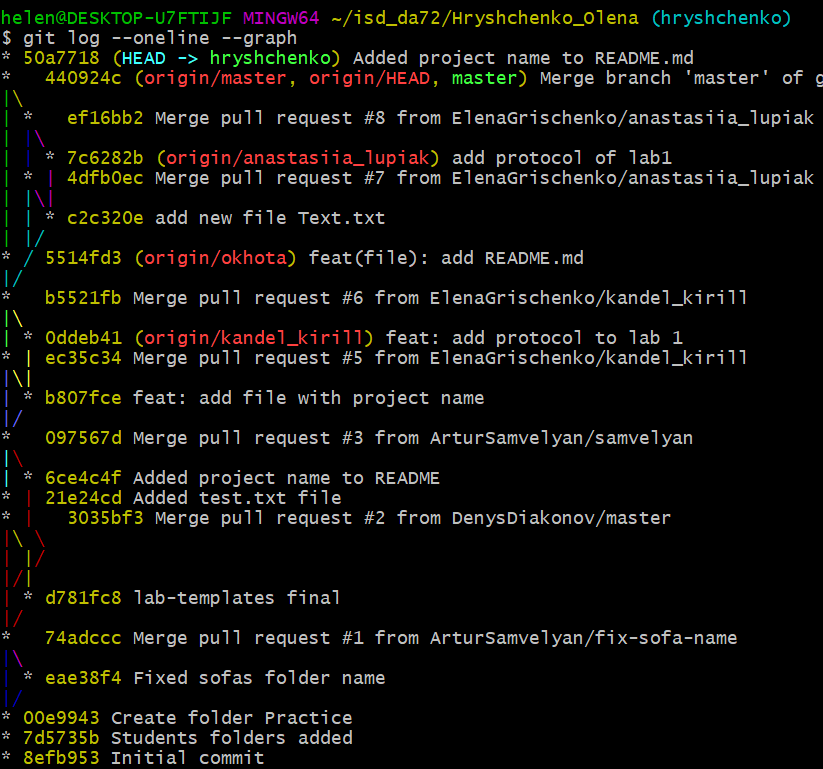 helen@DESKTOP-U7FTIJF MINGW64 ~/isd_da72/Hryshchenko_Olena (hryshchenko)
$ git log --oneline --graph
* 50a7718 (HEAD -> hryshchenko) Added project name to README.md
*   440924c (origin/master, origin/HEAD, master) Merge branch 'master' of g
|\
| *   ef16bb2 Merge pull request #8 from ElenaGrischenko/anastasiia_lupiak
| |\
| | * 7c6282b (origin/anastasiia_lupiak) add protocol of lab1
| * | 4dfb0ec Merge pull request #7 from ElenaGrischenko/anastasiia_lupiak
| |\|
| | * c2c320e add new file Text.txt
| |/
* / 5514fd3 (origin/okhota) feat(file): add README.md
|/
*   b5521fb Merge pull request #6 from ElenaGrischenko/kandel_kirill
|\
| * 0ddeb41 (origin/kandel_kirill) feat: add protocol to lab 1
* | ec35c34 Merge pull request #5 from ElenaGrischenko/kandel_kirill
|\|
| * b807fce feat: add file with project name
|/
*   097567d Merge pull request #3 from ArturSamvelyan/samvelyan
|\
| * 6ce4c4f Added project name to README
* | 21e24cd Added test.txt file
* |   3035bf3 Merge pull request #2 from DenysDiakonov/master
|\ \
| |/
|/|
| * d781fc8 lab-templates final
|/
*   74adccc Merge pull request #1 from ArturSamvelyan/fix-sofa-name
|\
| * eae38f4 Fixed sofas folder name
|/
* 00e9943 Create folder Practice
* 7d5735b Students folders added
* 8efb953 Initial commit